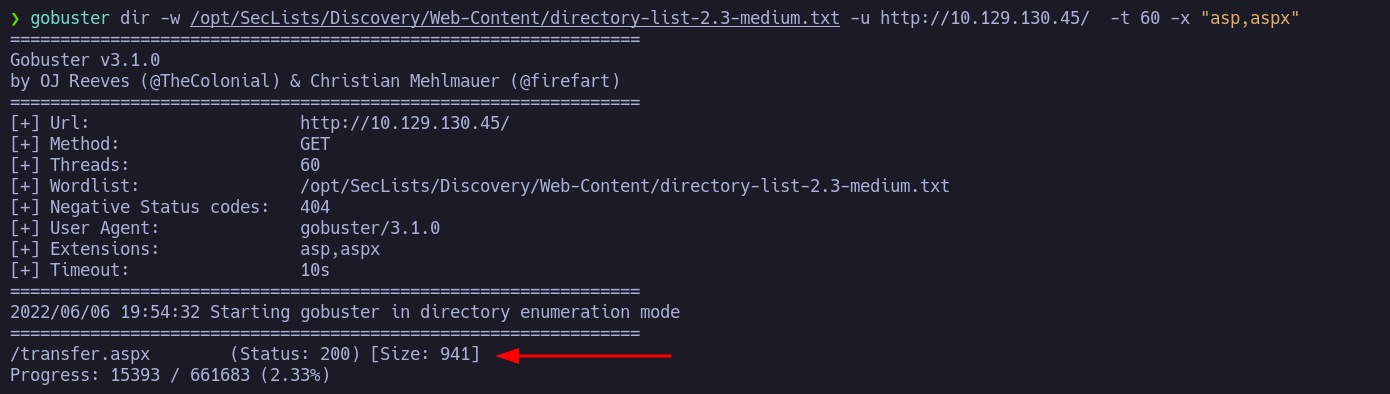 ❯ gobuster dir -w /opt/SecLists/Discovery/Web-Content/directory-list-2.3-medium.txt -u http://10.129.130.45/  -t 60 -x "asp,aspx"
===============================================================
Gobuster v3.1.0
by OJ Reeves (@TheColonial) & Christian Mehlmauer (@firefart)
===============================================================
[+] Url:                     http://10.129.130.45/
[+] Method:                  GET
[+] Threads:                 60
[+] Wordlist:                /opt/SecLists/Discovery/Web-Content/directory-list-2.3-medium.txt
[+] Negative Status codes:   404
[+] User Agent:              gobuster/3.1.0
[+] Extensions:              asp,aspx
[+] Timeout:                 10s
===============================================================
2022/06/06 19:54:32 Starting gobuster in directory enumeration mode
===============================================================
/transfer.aspx        (Status: 200) [Size: 941]
Progress: 15393 / 661683 (2.33%)